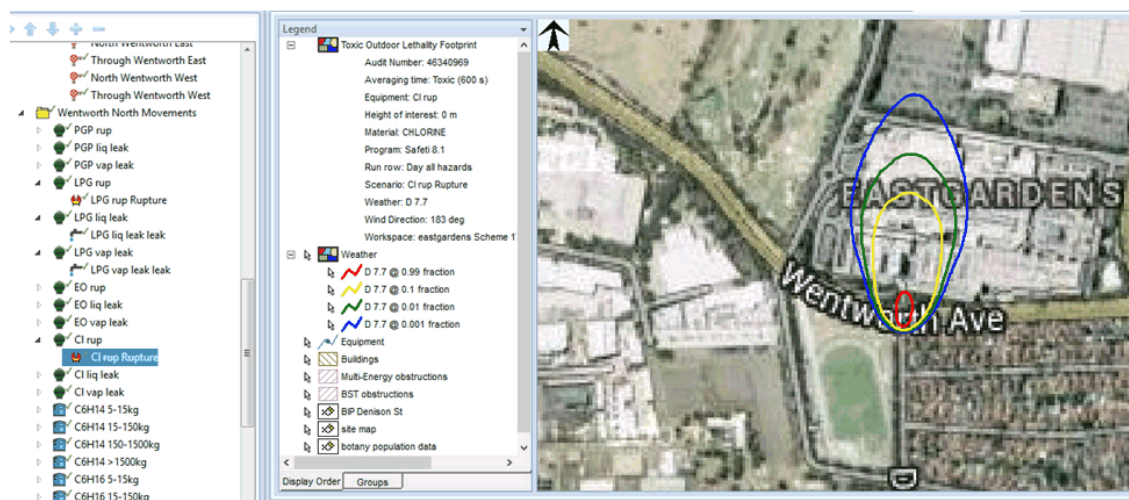 North Wentworth East
Through Wentworth East
North Wentworth West
Through Wentworth West
Wentworth North Movements
PGP rup
PGP liq leak
PGP vap leak
LPG rup
LPG rup Rupture
LPG liq leak
LPG liq leak leak
LPG vap leak
LPG vap leak leak
EO rup
EO liq leak
EO vap leak
Cl rup
Cl rup Rupture
Cl liq leak
Cl vap leak
C6H14 5-15kg
C6H14 15-150kg
C6H14 150-1500kg
C6H14 >1500kg
C6H16 5-15kg
C6H16 15-150kg
Legend
Toxic Outdoor Lethality Footprint
Audit Number: 46340969
Averaging time: Toxic (600 s)
Equipment: Cl rup
Height of interest: 0 m
Material: CHLORINE
Program: Safeti 8.1
Run row: Day all hazards
Scenario: Cl rup Rupture
Weather: D 7.7
Wind Direction: 183 deg
Workspace: eastgardens Scheme
Weather
D 7.7 @ 0.99 fraction
D 7.7 @ 0.1 fraction
D 7.7 @ 0.01 fraction
D 7.7 @ 0.001 fraction
Equipment
Buildings
Multi-Energy obstructions
BST obstructions
BIP Denison St
site map
botany population data
Display Order
Groups
EASTGARDENS
Wentworth Ave
D